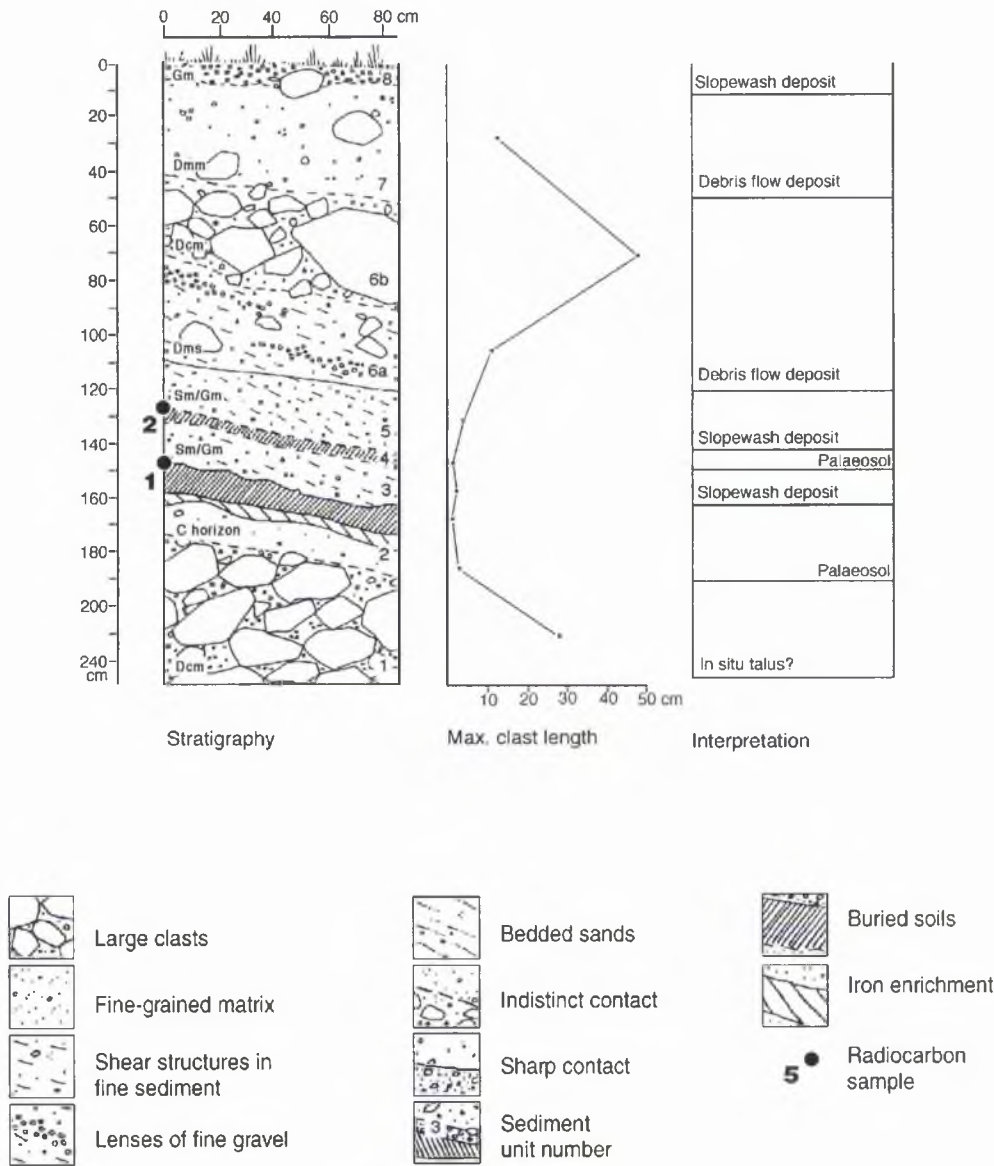 0 20 40 60 80 cm
0
20
40
60
80
100
120
140
160
180
200
240
cm
Gm
8
Dmm
7
Dcm
6b
Dms
6a
Sm/Gm
5
2
4
Sm/Gm
1
3
C horizon
2
Dcm
1
Stratigraphy
10 20 30 40 50 cm
Max. clast length
Slopewash deposit
Debris flow deposit
Debris flow deposit
Slopewash deposit
Palaeosol
Slopewash deposit
Palaeosol
In situ talus?
Interpretation
Large clasts
Fine-grained matrix
Shear structures in
fine sediment
Lenses of fine gravel
Bedded sands
Indistinct contact
Sharp contact
3
Sediment
unit number
Buried soils
Iron enrichment
5
Radiocarbon
sample